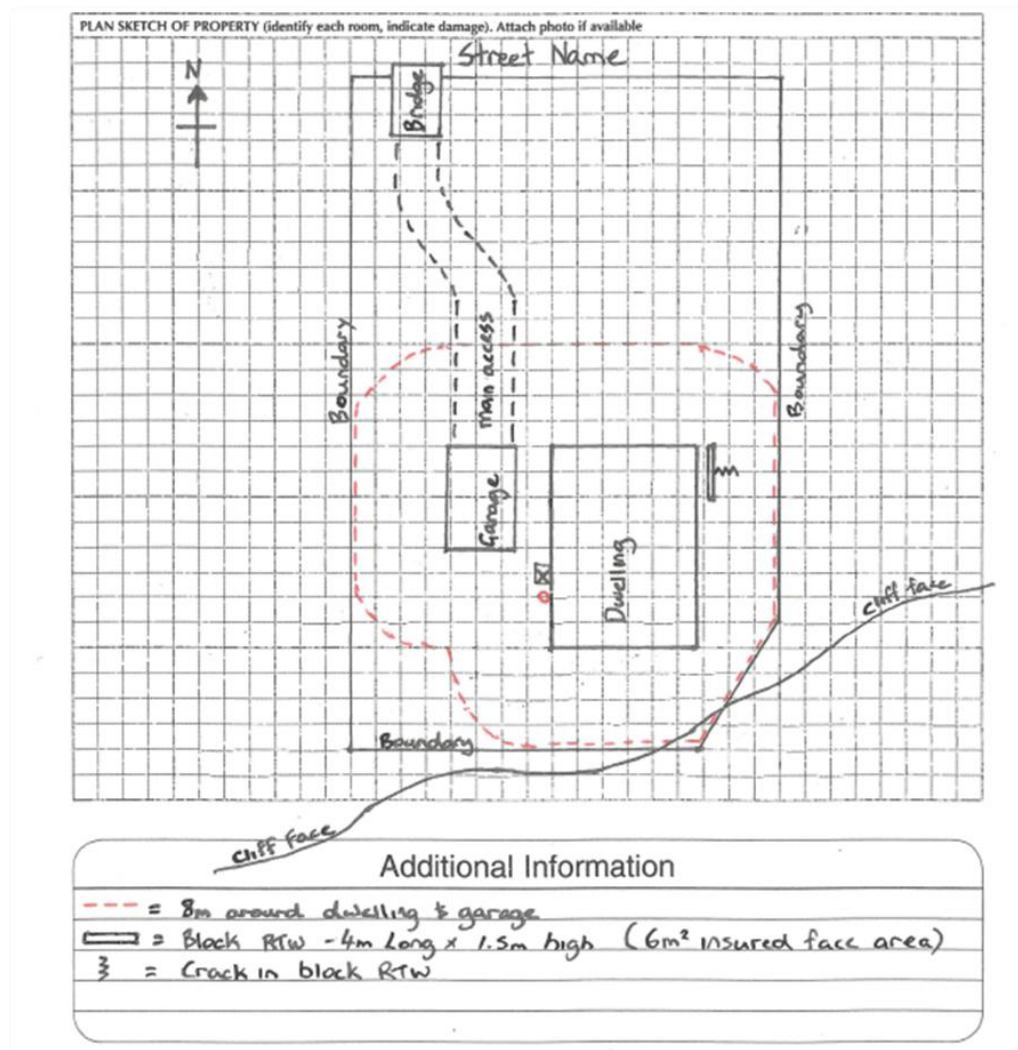 PLAN SKETCH OF PROPERTY (identify each room, indicate damage). Attach photo if available
Street Name
N
Bridge
Boundary
main access
Boundary
Garage
Dwelling
Cliff face
Boundary
Cliff Face
Additional Information
= 8m around dwelling & garage
= Block RTW - 4m Long x 1.5m high (6m² insured face area)
= Crack in block RTW